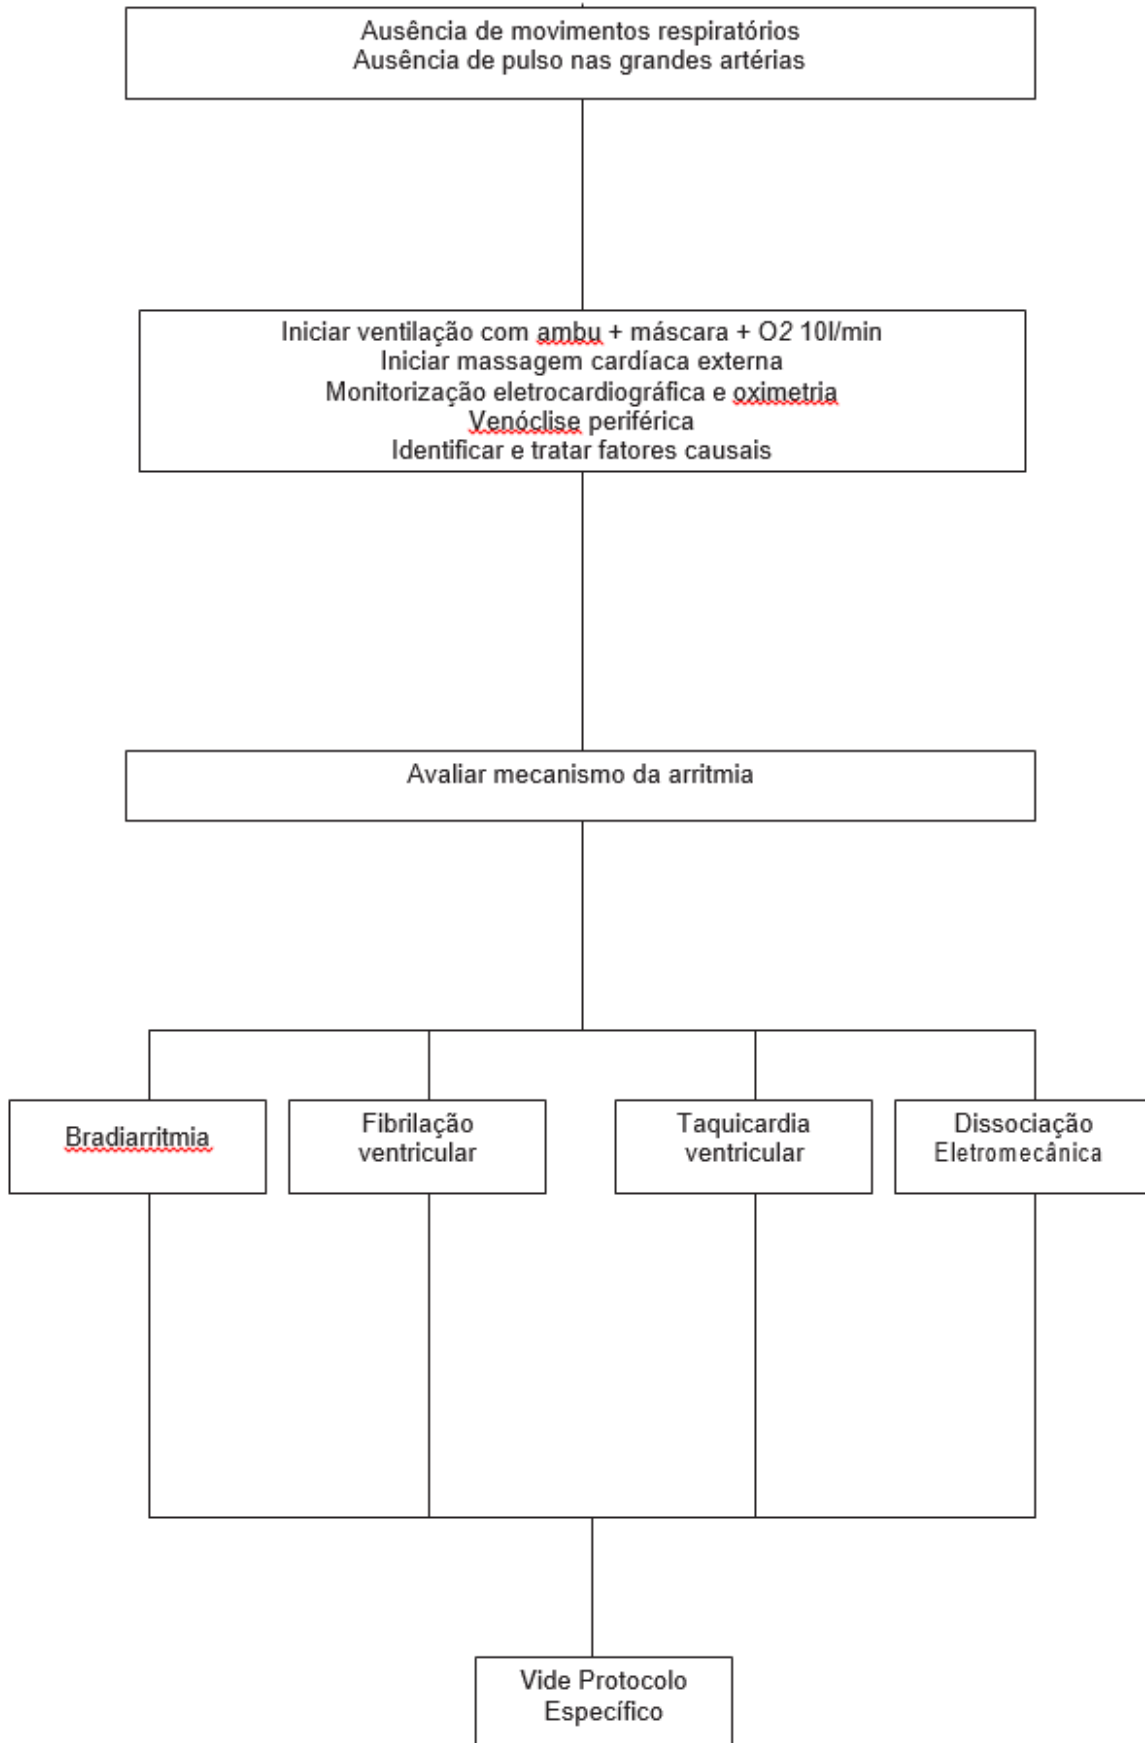 Ausência de movimentos respiratórios
Ausência de pulso nas grandes artérias
Iniciar ventilação com ambu + máscara + O2 10l/min
Iniciar massagem cardíaca externa
Monitorização eletrocardiográfica e oximetria
Venóclise periférica
Identificar e tratar fatores causais
Avaliar mecanismo da arritmia
Bradiarritmia
Fibrilação
ventricular
Taquicardia
ventricular
Dissociação
Eletromecânica
Vide Protocolo
Específico